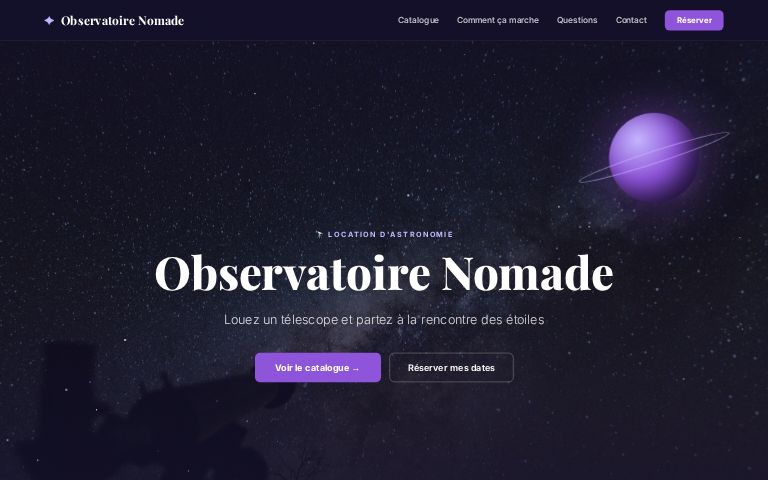 Observatoire Nomade
Catalogue
Comment ça marche
Questions
Contact
Réserver
LOCATION D'ASTRONOMIE
Observatoire Nomade
Louez un télescope et partez à la rencontre des étoiles
Voir le catalogue →
Réserver mes dates